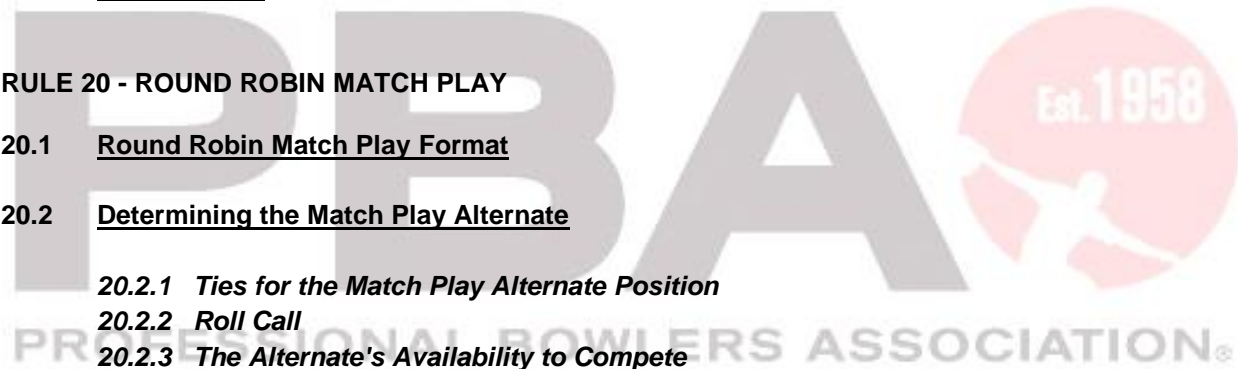 RULE 20 - ROUND ROBIN MATCH PLAY
20.1 Round Robin Match Play Format
20.2 Determining the Match Play Alternate
20.2.1 Ties for the Match Play Alternate Position
20.2.2 Roll Call
20.2.3 The Alternate's Availability to Compete
PBA
Est. 1958
PROFESSIONAL BOWLERS ASSOCIATION®